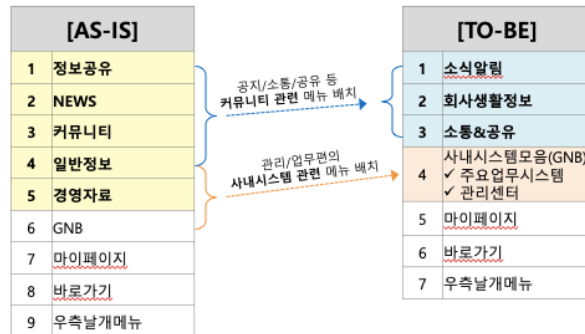 [AS-IS]
1 정보공유
2 NEWS
3 커뮤니티
4 일반정보
5 경영자료
6 GNB
7 마이페이지
8 바로가기
9 우측날개메뉴
공지/소통/공유 등
커뮤니티 관련 메뉴 배치
관리/업무편의
사내시스템 관련 메뉴 배치
[TO-BE]
1 소식알림
2 회사생활정보
3 소통&공유
4 사내시스템모음(GNB)
✓ 주요업무시스템
✓ 관리센터
5 마이페이지
6 바로가기
7 우측날개메뉴